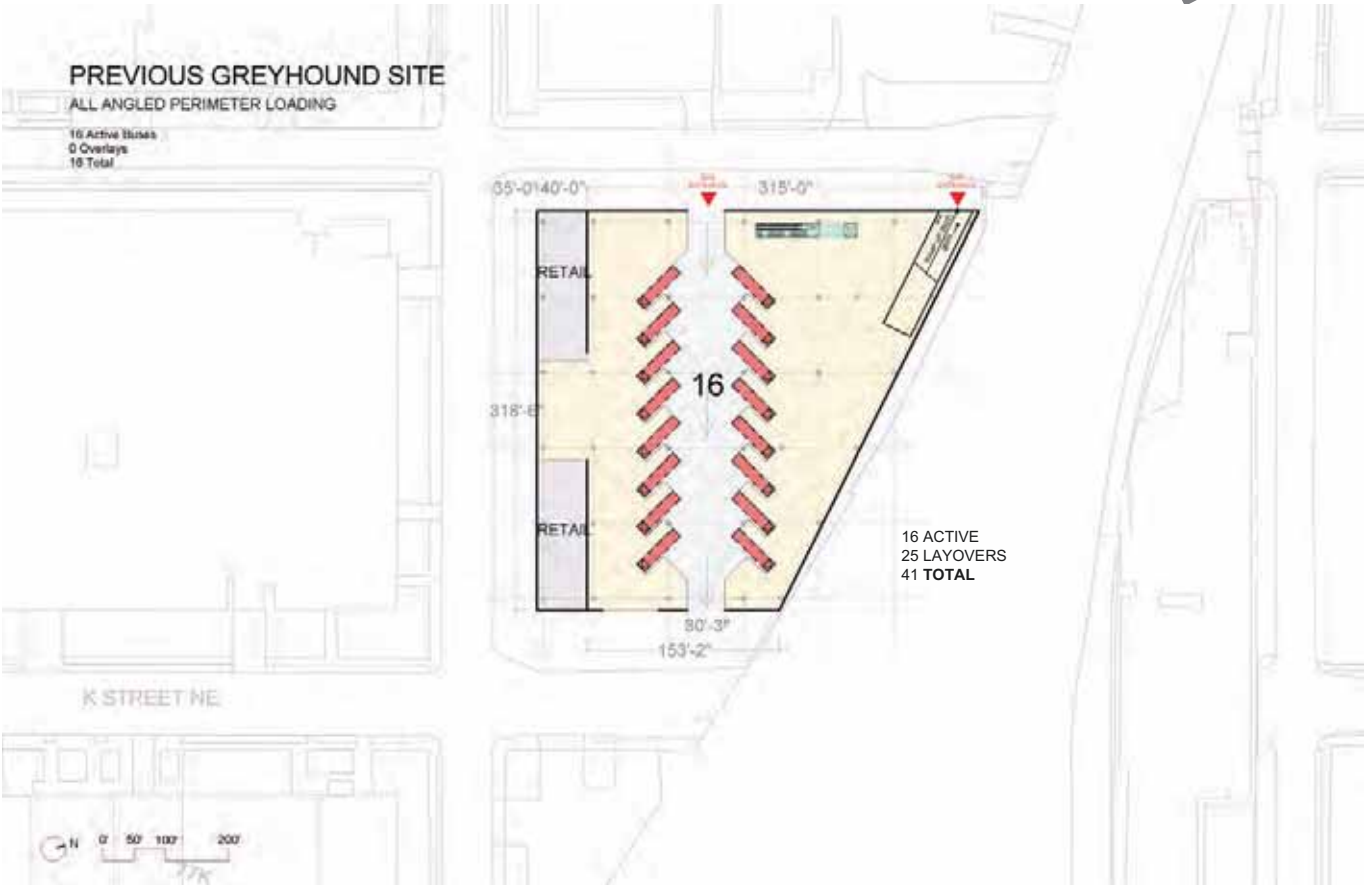 PREVIOUS GREYHOUND SITE
ALL ANGLED PERIMETER LOADING
16 Active Buses
0 Overlays
16 Total
35'-0"
40'-0"
315'-0"
RETAIL
16
318'-6"
RETAIL
16 ACTIVE
25 LAYOVERS
41 TOTAL
30'-3"
153'-2"
K STREET NE
N 0' 50' 100' 200'